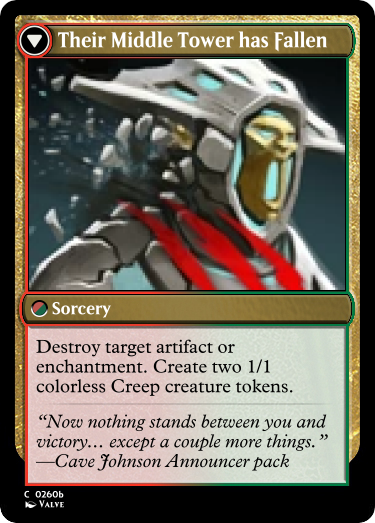 Their Middle Tower has Fallen
Sorcery
Destroy target artifact or
enchantment. Create two 1/1
colorless Creep creature tokens.
“Now nothing stands between you and
victory… except a couple more things.”
—Cave Johnson Announcer pack
C 0260b
Valve